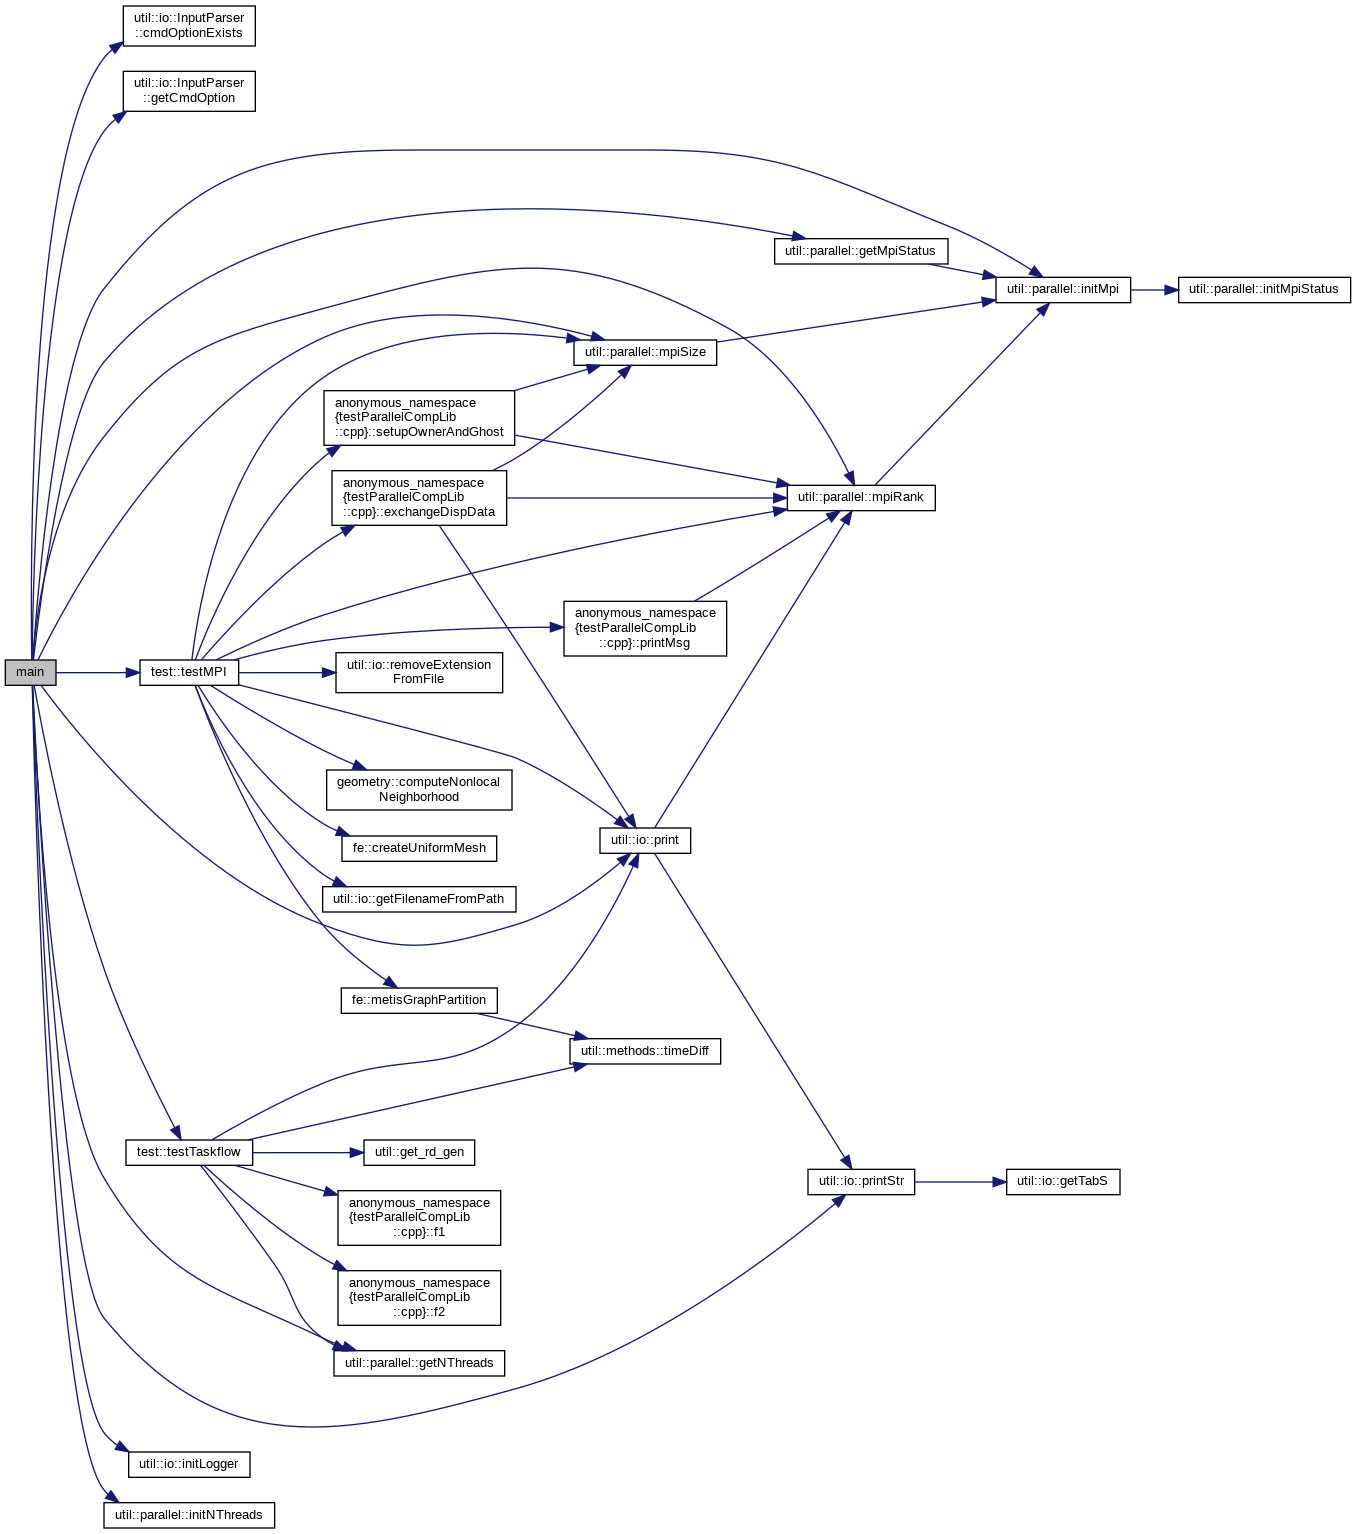 util::io::InputParser
::cmdOptionExists
util::io::InputParser
::getCmdOption
util::parallel::getMpiStatus
util::parallel::initMpi
util::parallel::initMpiStatus
util::parallel::mpiSize
anonymous_namespace
{testParallelCompLib
::cpp}::setupOwnerAndGhost
anonymous_namespace
{testParallelCompLib
::cpp}::exchangeDispData
util::parallel::mpiRank
anonymous_namespace
{testParallelCompLib
::cpp}::printMsg
main
test::testMPI
util::io::removeExtension
FromFile
geometry::computeNonlocal
Neighborhood
util::io::print
fe::createUniformMesh
util::io::getFilenameFromPath
fe::metisGraphPartition
util::methods::timeDiff
test::testTaskflow
util::get_rd_gen
util::io::printStr
util::io::getTabS
anonymous_namespace
{testParallelCompLib
::cpp}::f1
anonymous_namespace
{testParallelCompLib
::cpp}::f2
util::parallel::getNThreads
util::io::initLogger
util::parallel::initNThreads